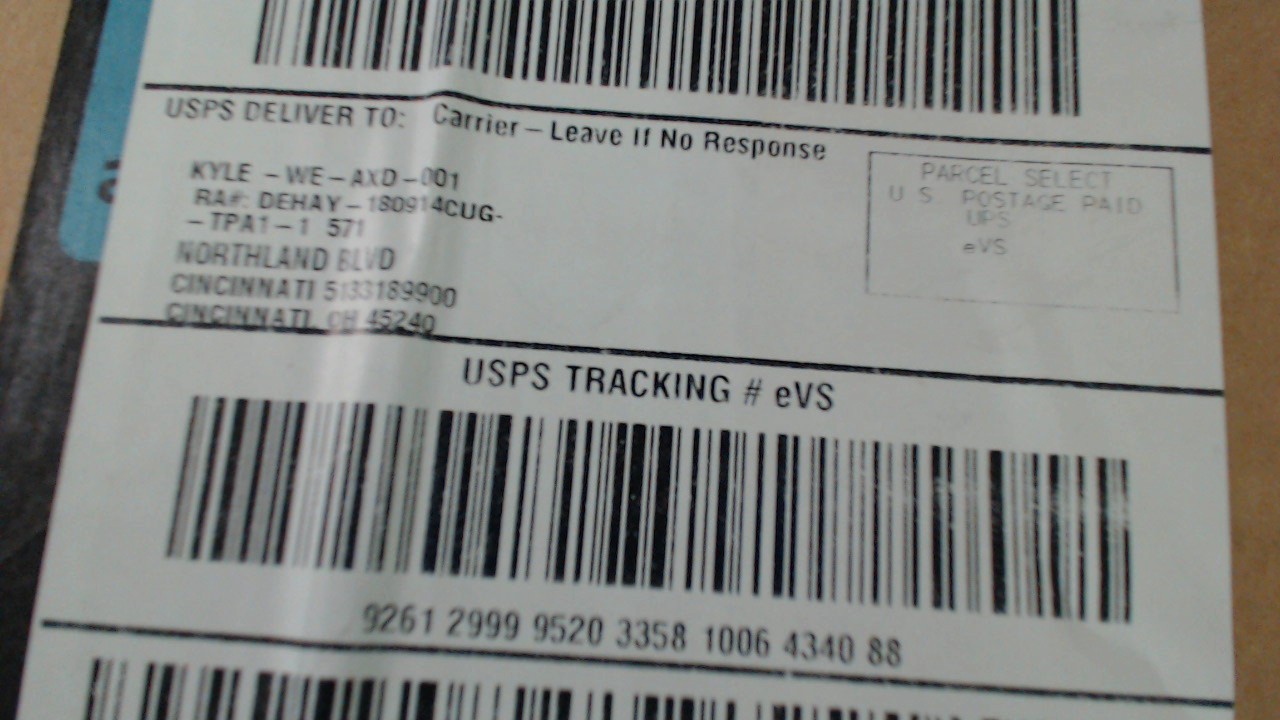 USPS DELIVER TO: Carrier – Leave If No Response
KYLE –WE–AXD–001
RA#: DEHAY–180914CUG-
–TPA1–1 571
NORTHLAND BLVD
CINCINNATI 5133189900
CINCINNATI OH 45240
PARCEL SELECT
U S POSTAGE PAID
UPS
eVS
USPS TRACKING # eVS
9261 2999 9520 3358 1006 4340 88